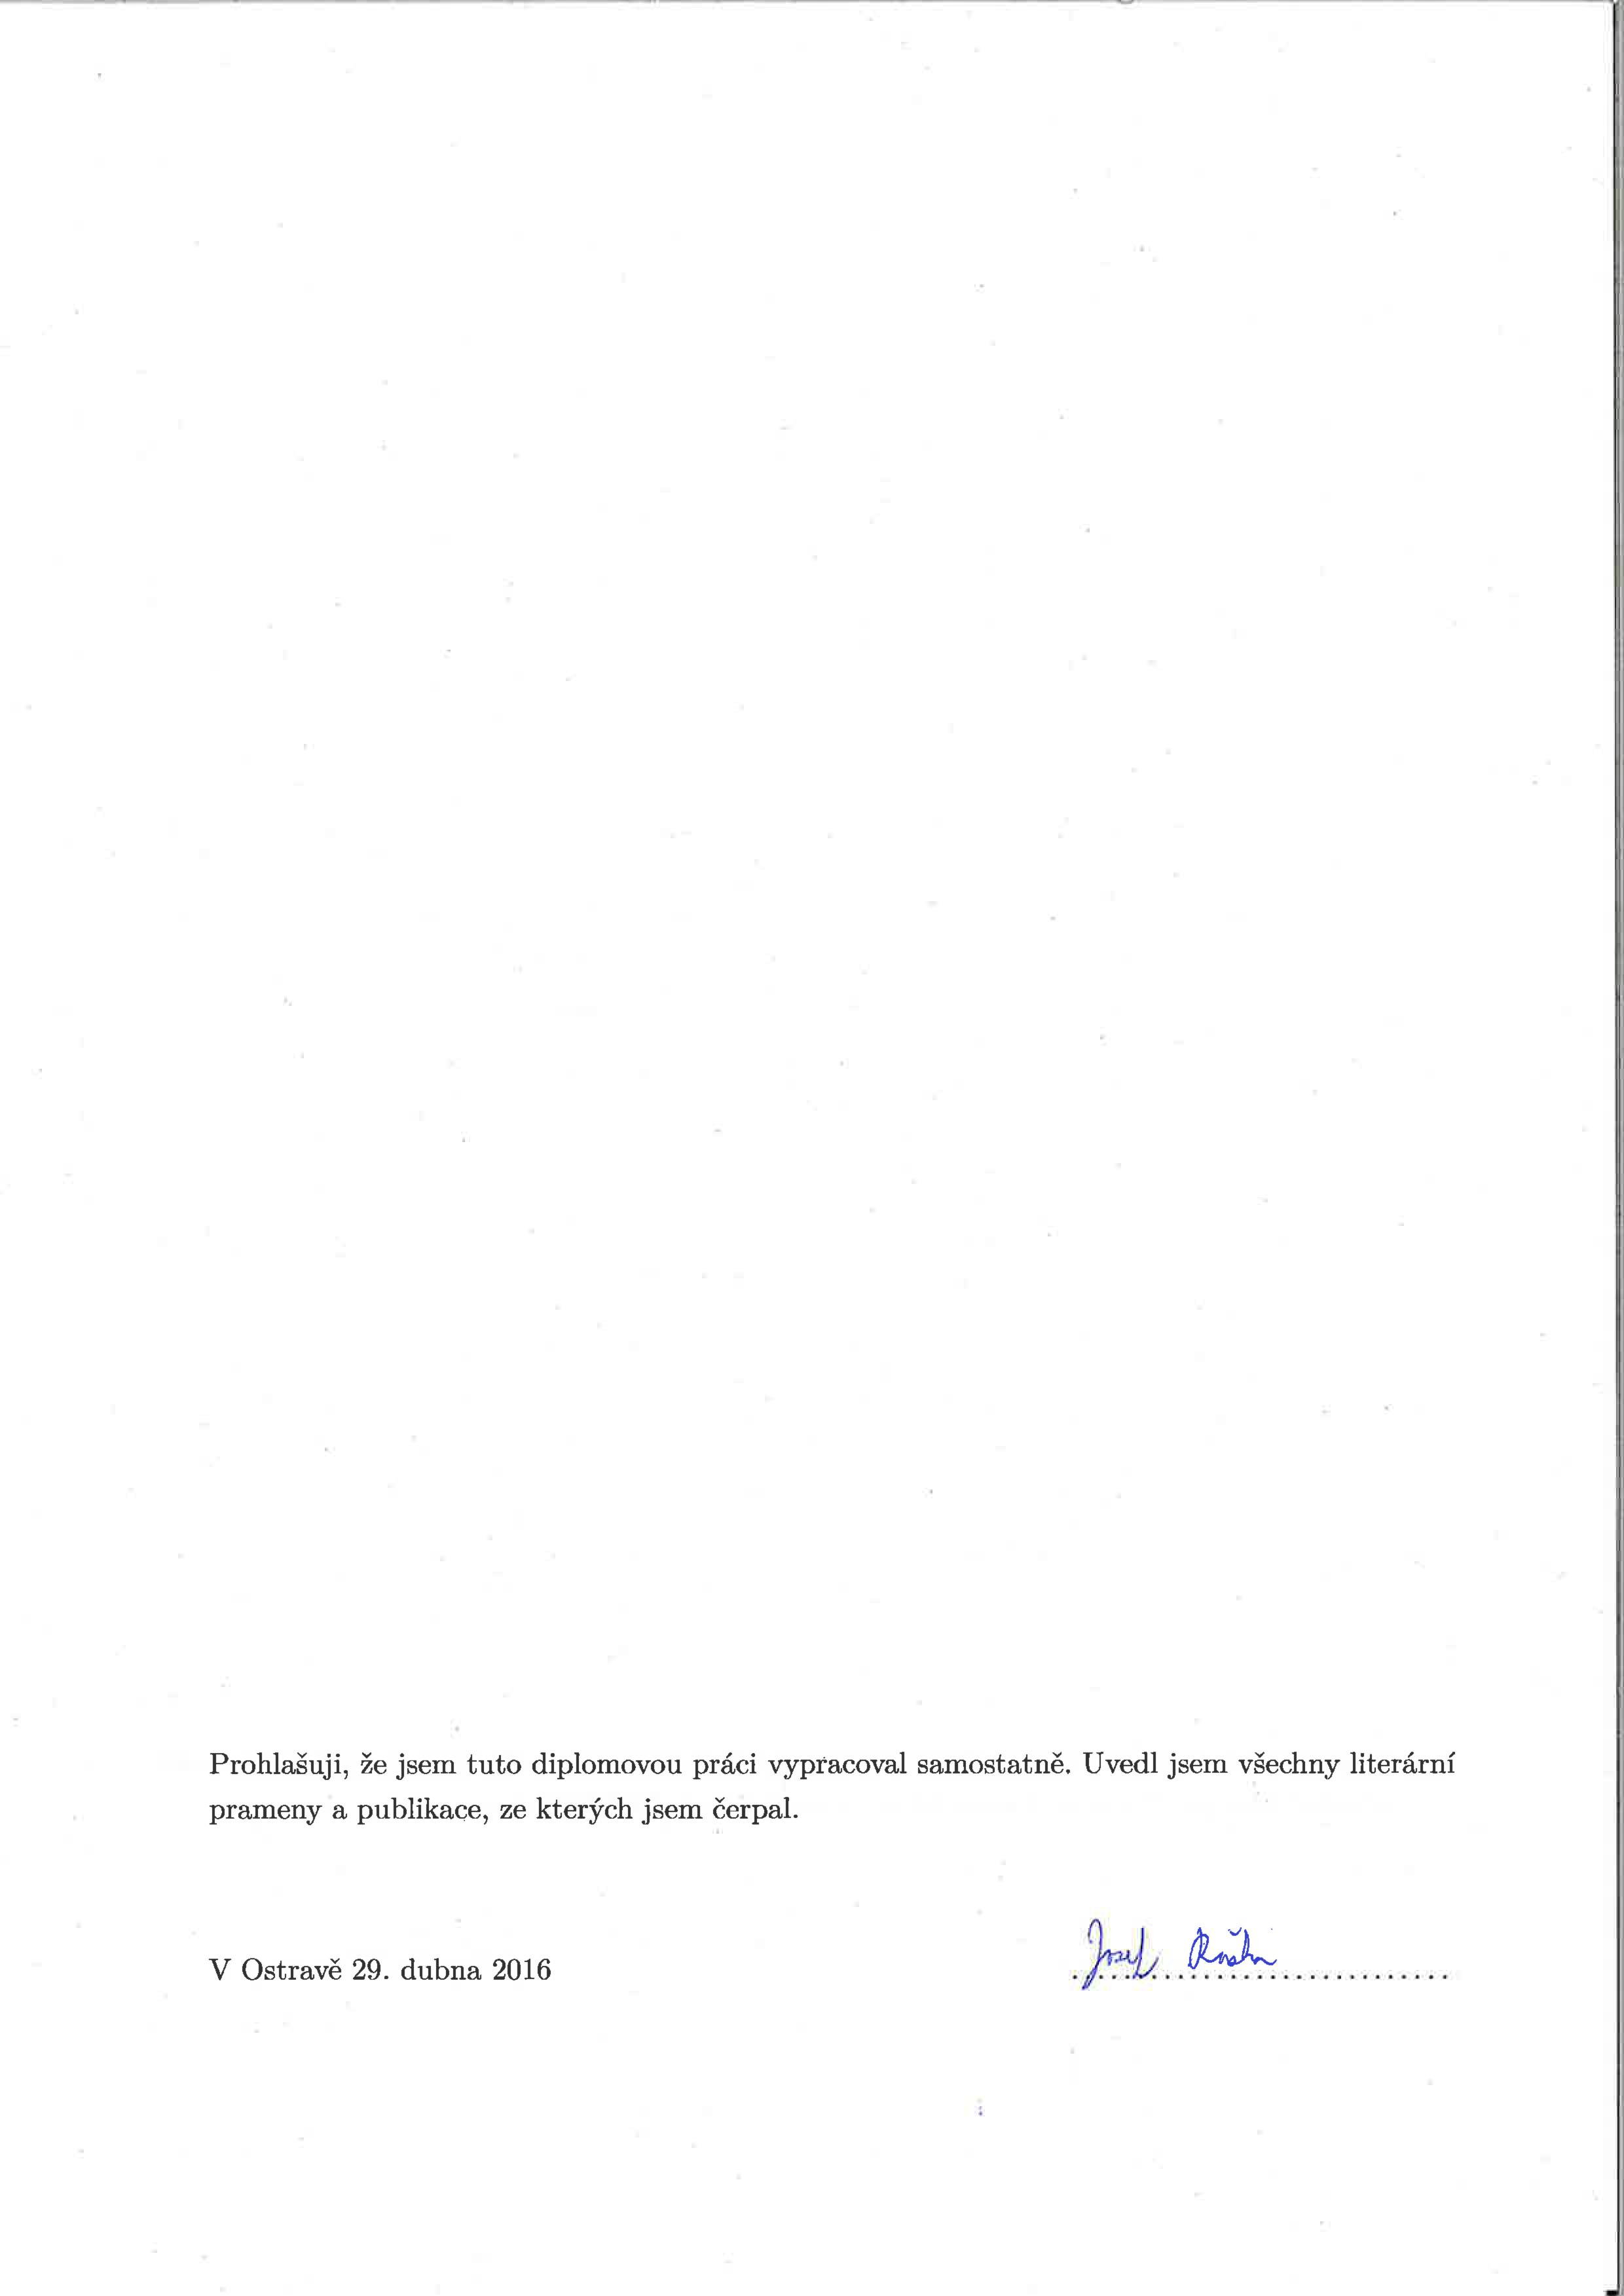 Prohlašuji, že jsem tuto diplomovou práci vypracoval samostatně. Uvedl jsem všechny literární
prameny a publikace, ze kterých jsem čerpal.
V Ostravě 29. dubna 2016
Josef